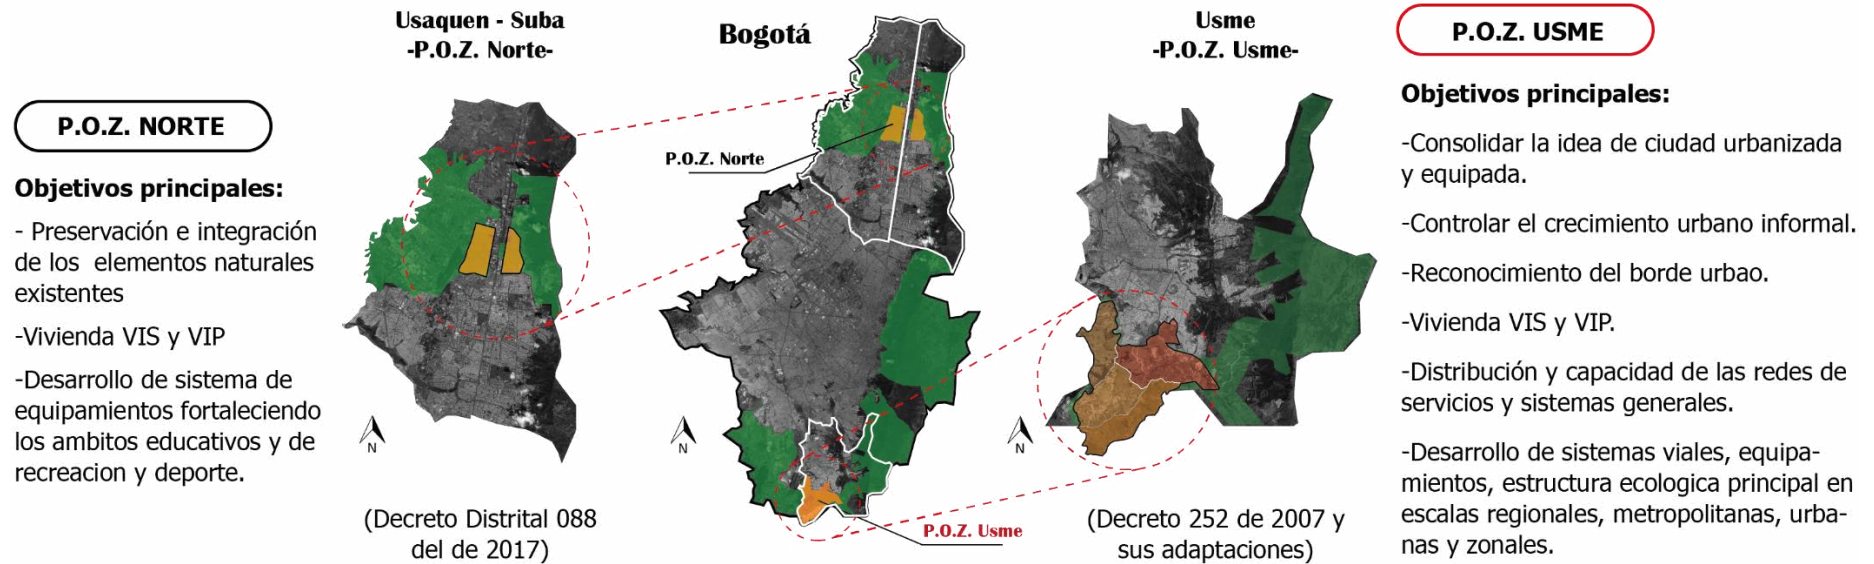 P.O.Z. NORTE
Objetivos principales:
- Preservación e integración
de los elementos naturales
existentes
-Vivienda VIS y VIP
-Desarrollo de sistema de
equipamientos fortaleciendo
los ambitos educativos y de
recreacion y deporte.
Usaquen - Suba
-P.O.Z. Norte-
N
(Decreto Distrital 088
del de 2017)
Bogotá
P.O.Z. Norte
N
P.O.Z. Usme
Usme
-P.O.Z. Usme-
N
(Decreto 252 de 2007 y
sus adaptaciones)
P.O.Z. USME
Objetivos principales:
-Consolidar la idea de ciudad urbanizada
y equipada.
-Controlar el crecimiento urbano informal.
-Reconocimiento del borde urbao.
-Vivienda VIS y VIP.
-Distribución y capacidad de las redes de
servicios y sistemas generales.
-Desarrollo de sistemas viales, equipa-
mientos, estructura ecologica principal en
escalas regionales, metropolitanas, urba-
nas y zonales.